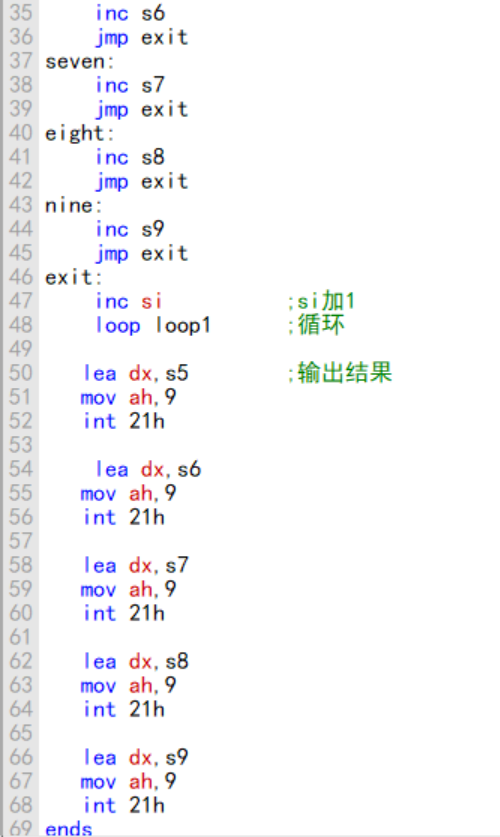 35 inc s6
36 jmp exit
37 seven:
38 inc s7
39 jmp exit
40 eight:
41 inc s8
42 jmp exit
43 nine:
44 inc s9
45 jmp exit
46 exit:
47 inc si ;si加1
48 loop loop1 ;循环
49
50 lea dx,s5 ;输出结果
51 mov ah,9
52 int 21h
53
54 lea dx,s6
55 mov ah,9
56 int 21h
57
58 lea dx,s7
59 mov ah,9
60 int 21h
61
62 lea dx,s8
63 mov ah,9
64 int 21h
65
66 lea dx,s9
67 mov ah,9
68 int 21h
69 ends